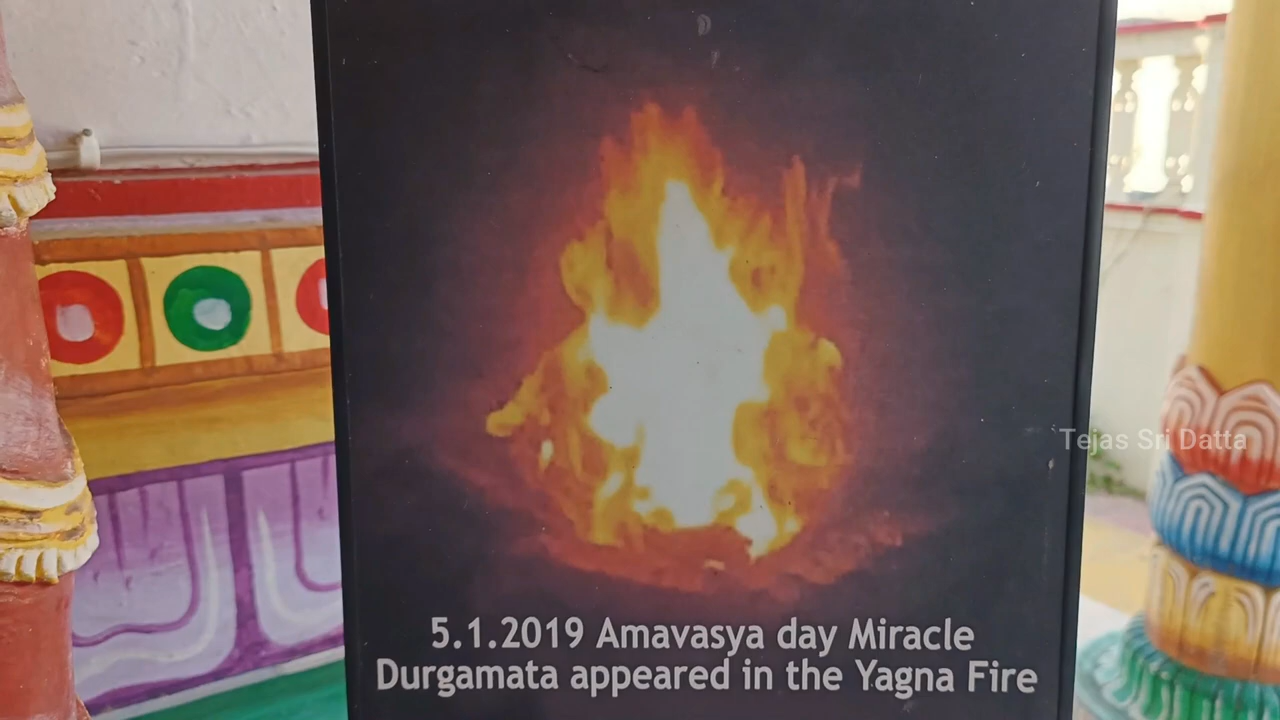 Tejas Sri Datta
5.1.2019 Amavasya day Miracle
Durgamata appeared in the Yagna Fire